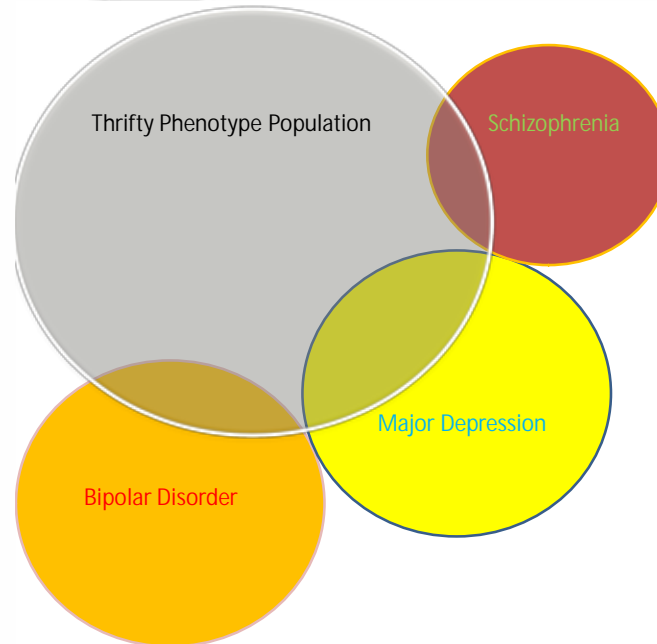 Thrifty Phenotype Population
Schizophrenia
Major Depression
Bipolar Disorder